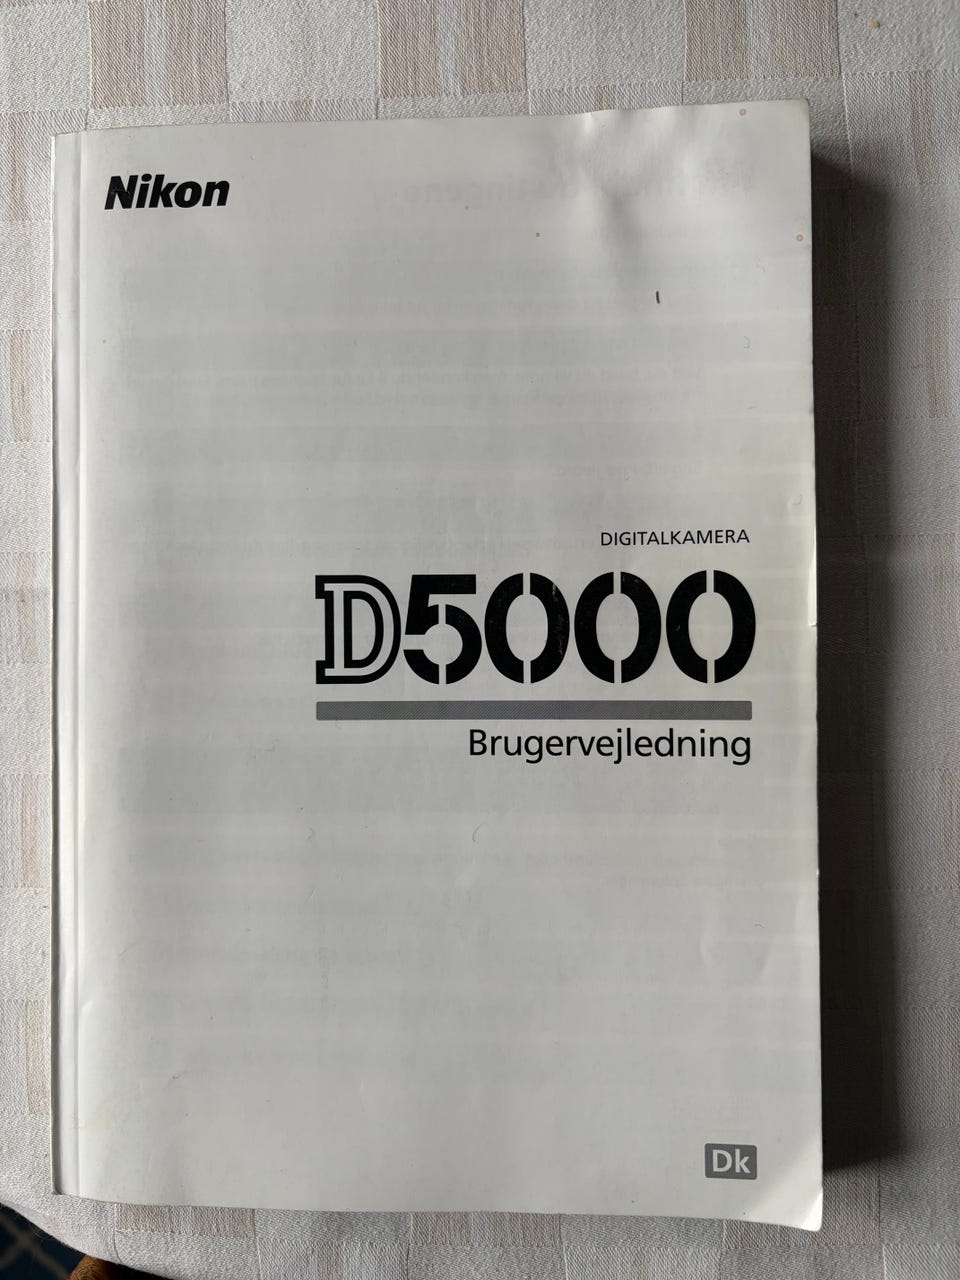 Nikon
DIGITALKAMERA
D5000
Brugervejledning
Dk